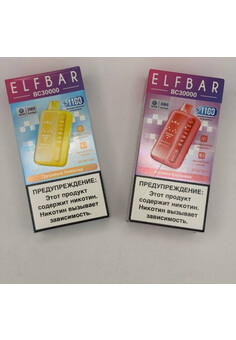 ELFBAR
BC30000
ПРЕДУПРЕЖДЕНИЕ:
Этот продукт
содержит никотин.
Никотин вызывает
зависимость.
ELFBAR
BC30000
ПРЕДУПРЕЖДЕНИЕ:
Этот продукт
содержит никотин.
Никотин вызывает
зависимость.